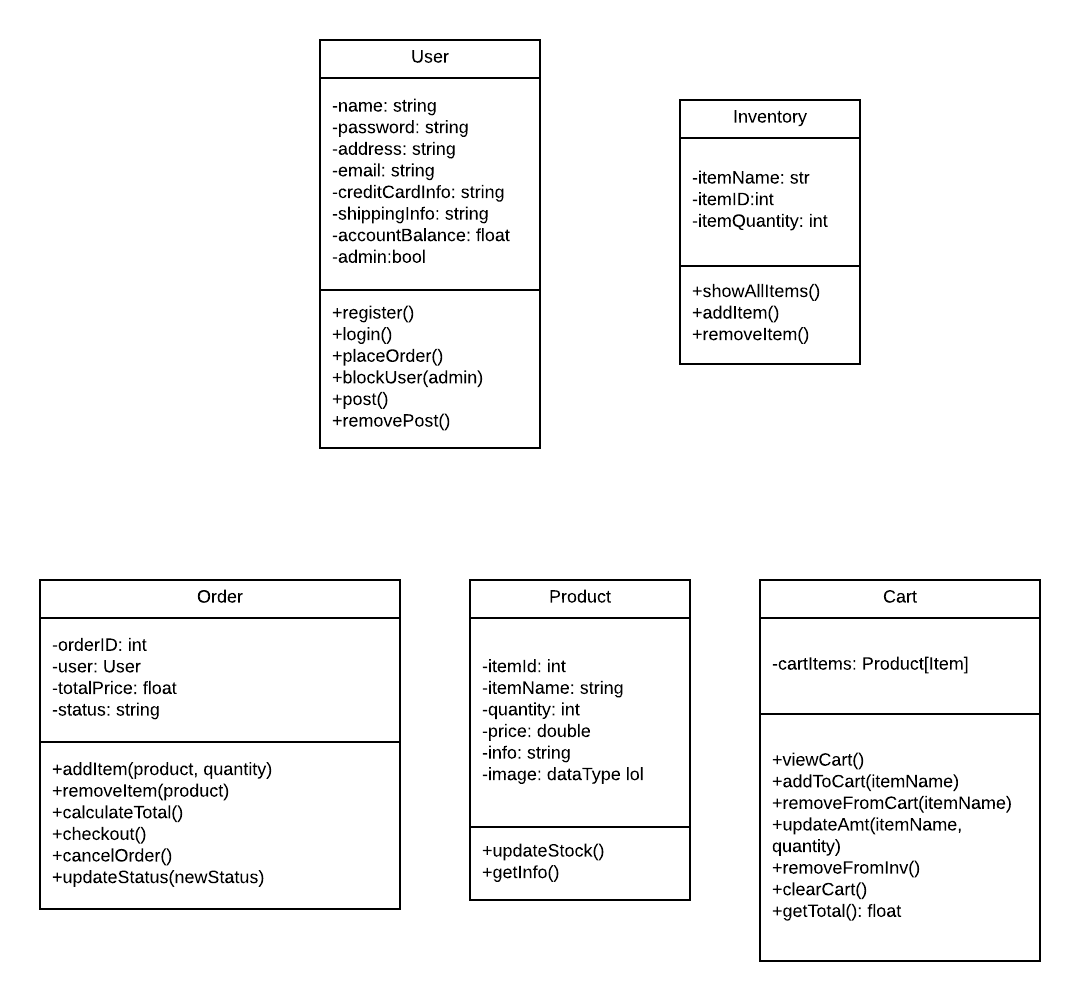 User
-name: string
-password: string
-address: string
-email: string
-creditCardInfo: string
-shippingInfo: string
-accountBalance: float
-admin:bool
+register()
+login()
+placeOrder()
+blockUser(admin)
+post()
+removePost()
Inventory
-itemName: str
-itemID:int
-itemQuantity: int
+showAllItems()
+addItem()
+removeItem()
Order
-orderID: int
-user: User
-totalPrice: float
-status: string
+addItem(product, quantity)
+removeItem(product)
+calculateTotal()
+checkout()
+cancelOrder()
+updateStatus(newStatus)
Product
-itemId: int
-itemName: string
-quantity: int
-price: double
-info: string
-image: dataType lol
+updateStock()
+getInfo()
Cart
-cartItems: Product[Item]
+viewCart()
+addToCart(itemName)
+removeFromCart(itemName)
+updateAmt(itemName,
quantity)
+removeFromInv()
+clearCart()
+getTotal(): float